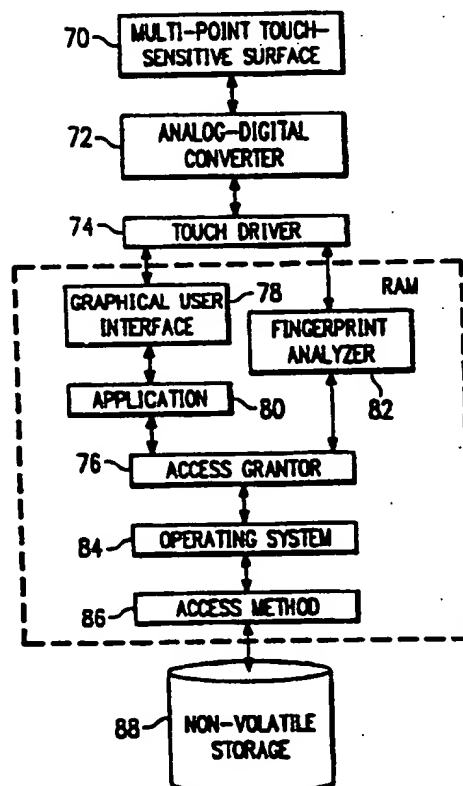 70
MULTI-POINT TOUCH-
SENSITIVE SURFACE
72
ANALOG-DIGITAL
CONVERTER
74
TOUCH DRIVER
RAM
GRAPHICAL USER
INTERFACE
78
FINGERPRINT
ANALYZER
82
APPLICATION
80
76
ACCESS GRANTOR
84
OPERATING SYSTEM
86
ACCESS METHOD
88
NON-VOLATILE
STORAGE